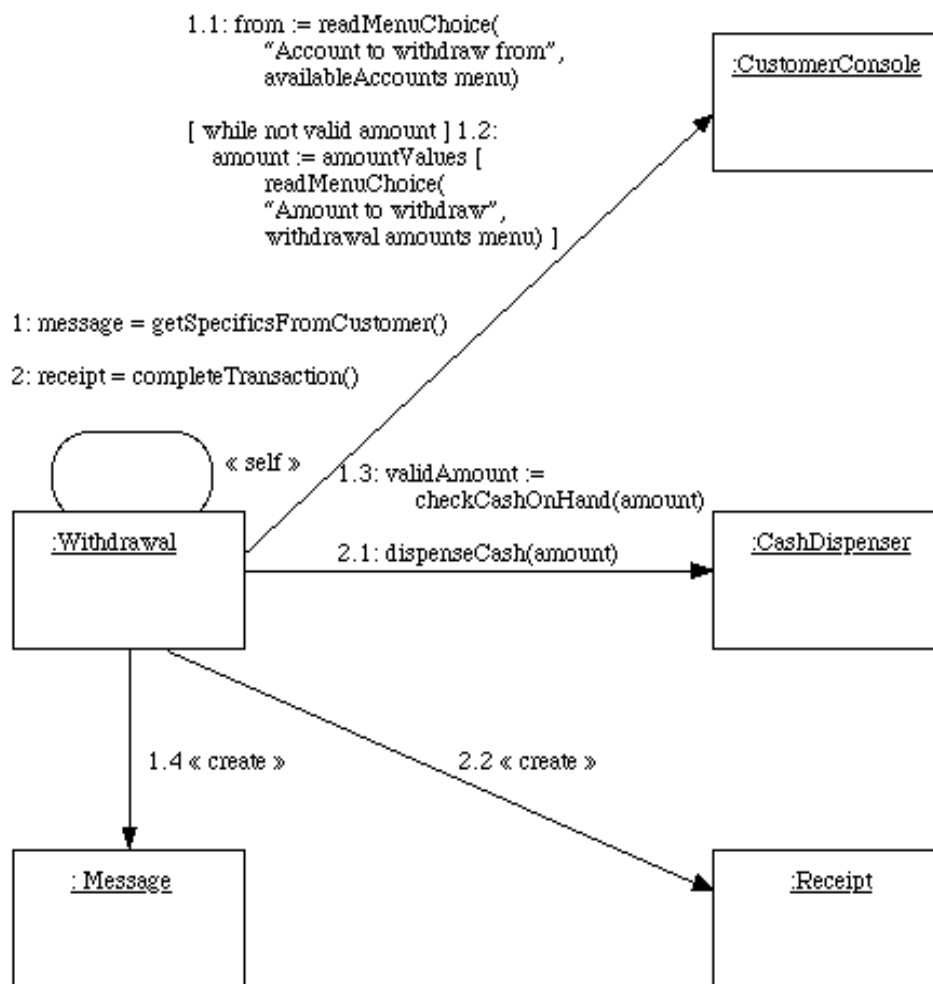 1.1: from := readMenuChoice(
“Account to withdraw from”,
availableAccounts menu)
:CustomerConsole
[ while not valid amount ] 1.2:
amount := amountValues [
readMenuChoice(
“Amount to withdraw”,
withdrawal amounts menu) ]
1: message = getSpecificsFromCustomer()
2: receipt = completeTransaction()
« self »
1.3: validAmount :=
checkCashOnHand(amount)
:Withdrawal
2.1: dispenseCash(amount)
:CashDispenser
1.4 « create »
2.2 « create »
: Message
:Receipt